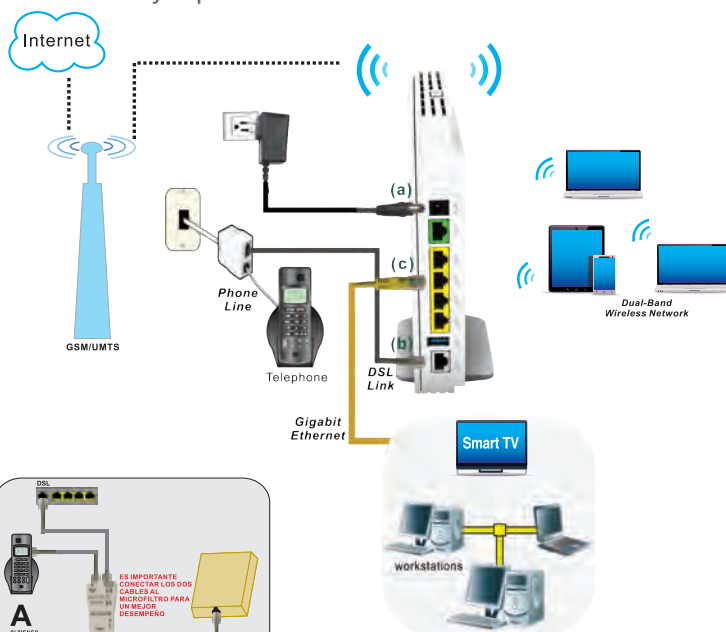 Internet
(a)
(c)
Phone
Line
Dual-Band
Wireless Network
GSM/UMTS
(b)
Telephone
DSL
Link
Gigabit
Ethernet
Smart TV
workstations
DSL
ES IMPORTANTE
CONECTAR LOS DOS
CABLES AL
MICROFILTRO PARA
UN MEJOR
DESEMPEÑO
A